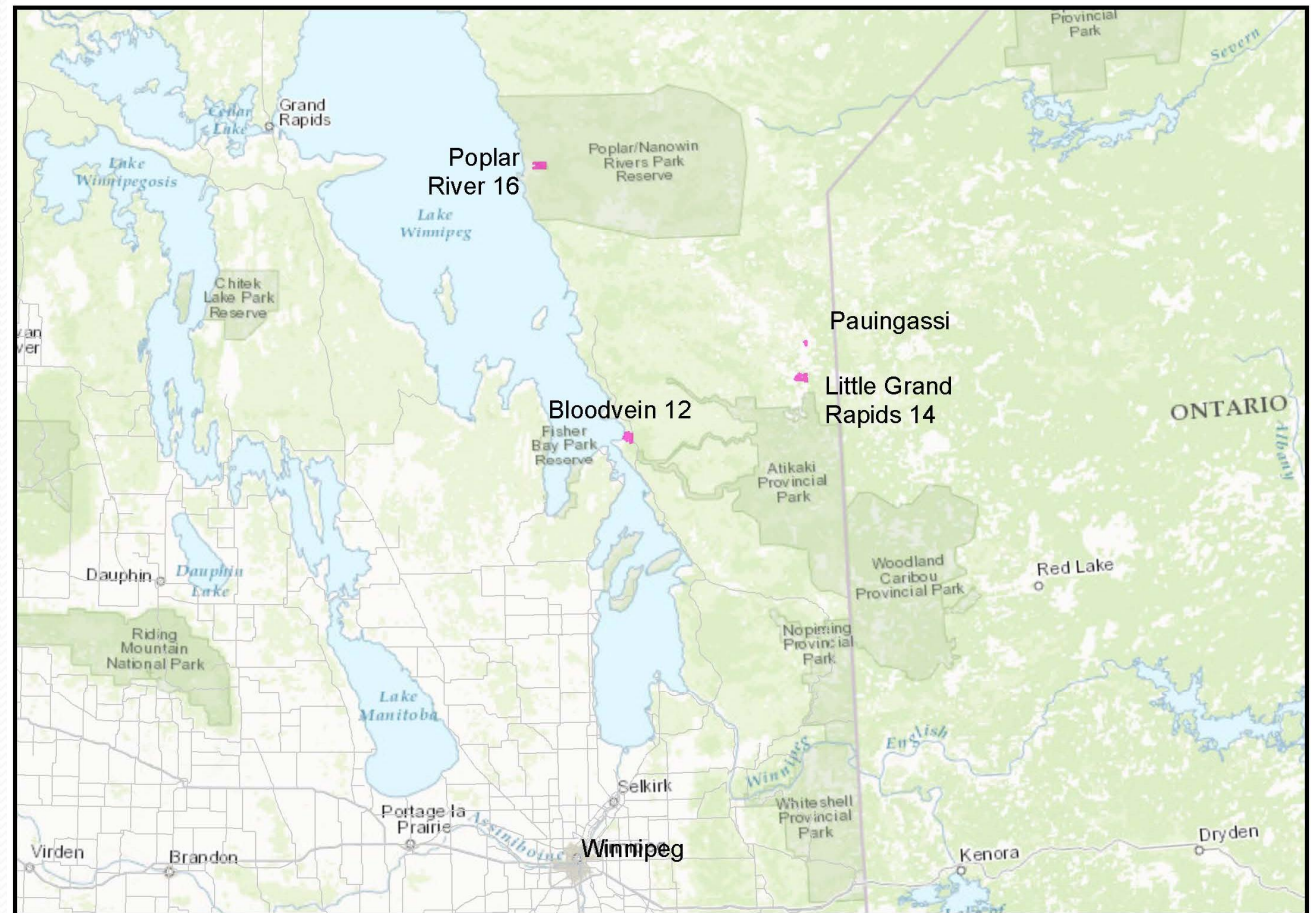 Provincial
Park
Severn
Grand
Rapids
Cedar
Lake
Poplar
River 16
Poplar/Nanowin
Rivers Park
Reserve
Lake
Winnipegosis
Lake
Winnipeg
Chitek
Lake Park
Reserve
Pauingassi
Little Grand
Rapids 14
Bloodvein 12
ONTARIO
Albany
Fisher
Bay Park
Reserve
Atikaki
Provincial
Park
Dauphin
Dauphin
Lake
Woodland
Caribou
Provincial Park
Red Lake
Riding
Mountain
National Park
Nopiming
Provincial
Park
Lake
Manitoba
English
Winnipeg
Selkirk
Portage la
Prairie
Assiniboine
Whiteshell
Provincial
Park
Winnipeg
Virden
Brandon
Kenora
Dryden
Lake of